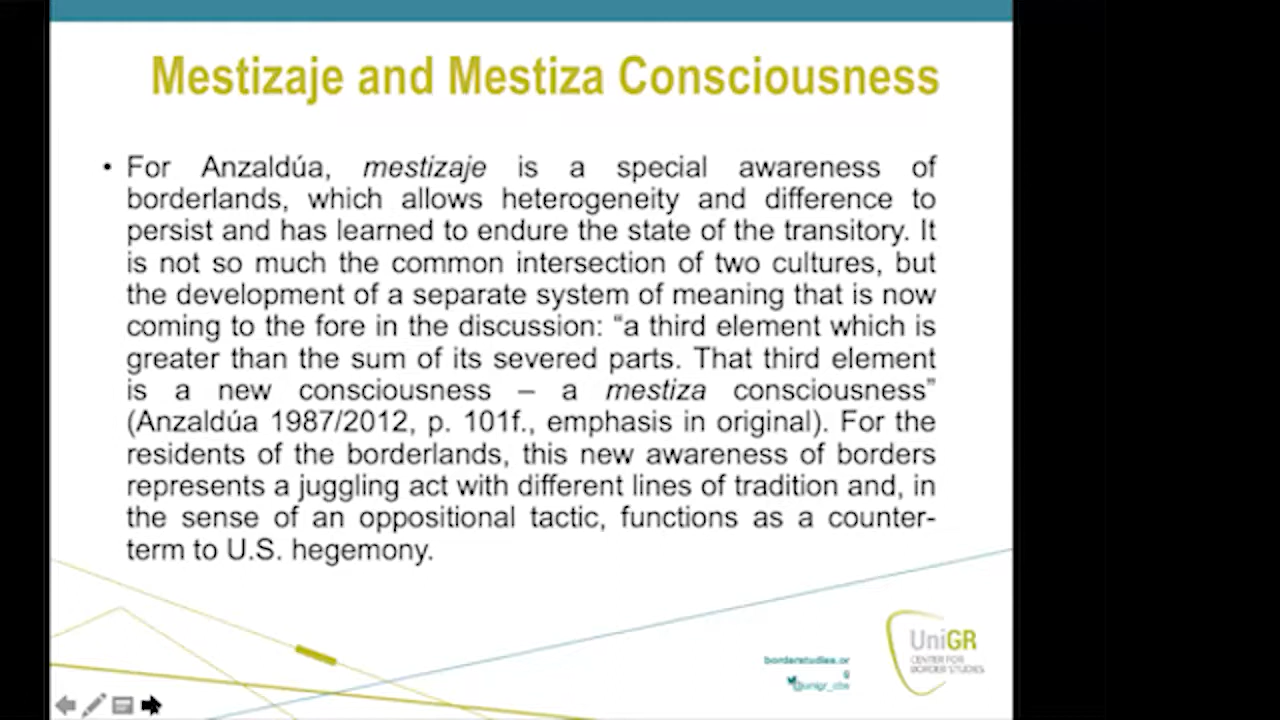 Mestizaje and Mestiza Consciousness
• For Anzaldúa, mestizaje is a special awareness of
borderlands, which allows heterogeneity and difference to
persist and has learned to endure the state of the transitory. It
is not so much the common intersection of two cultures, but
the development of a separate system of meaning that is now
coming to the fore in the discussion: “a third element which is
greater than the sum of its severed parts. That third element
is a new consciousness – a mestiza consciousness”
(Anzaldúa 1987/2012, p. 101f., emphasis in original). For the
residents of the borderlands, this new awareness of borders
represents a juggling act with different lines of tradition and, in
the sense of an oppositional tactic, functions as a counter-
term to U.S. hegemony.
borderstudies.or
g
@unigr_cbs
UniGR
CENTER FOR
BORDER STUDIES